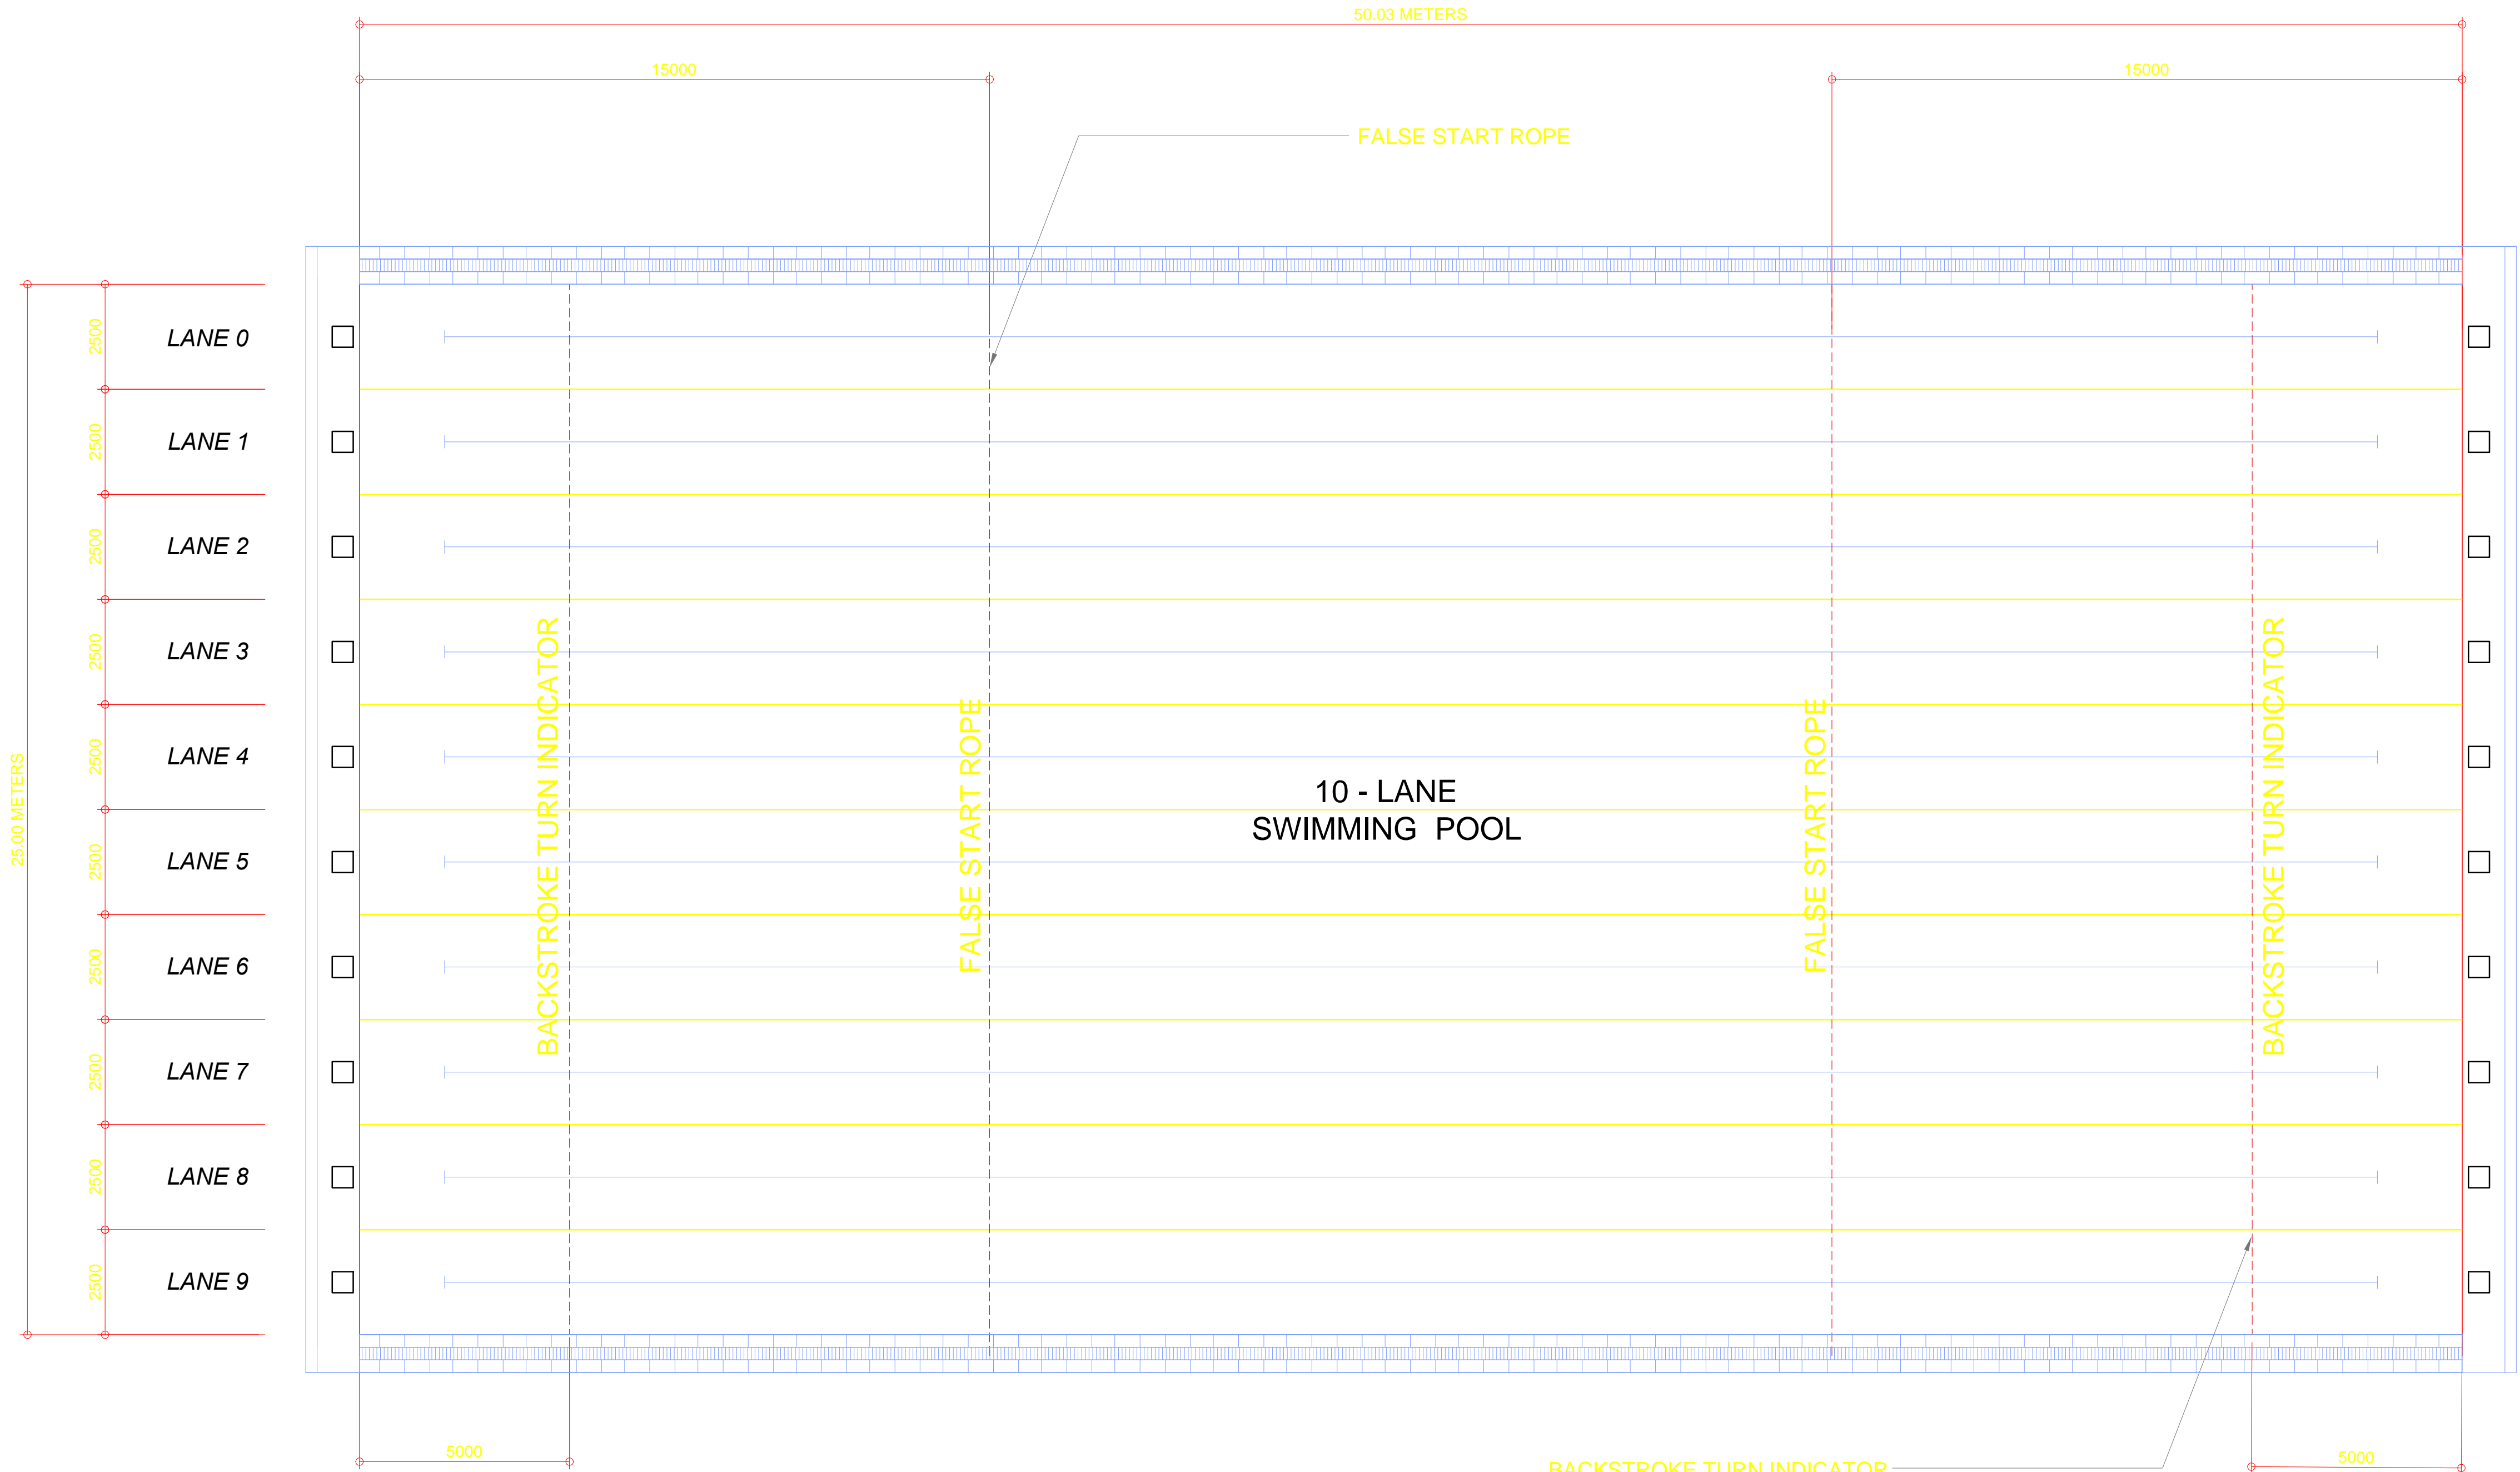 50.03 METERS
15000
15000
FALSE START ROPE
2500
LANE 0
2500
LANE 1
2500
LANE 2
2500
LANE 3
2500
LANE 4
2500
LANE 5
2500
LANE 6
2500
LANE 7
2500
LANE 8
2500
LANE 9
25.00 METERS
BACKSTROKE TURN INDICATOR
FALSE START ROPE
10 - LANE
SWIMMING POOL
FALSE START ROPE
BACKSTROKE TURN INDICATOR
5000
BACKSTROKE TURN INDICATOR
5000